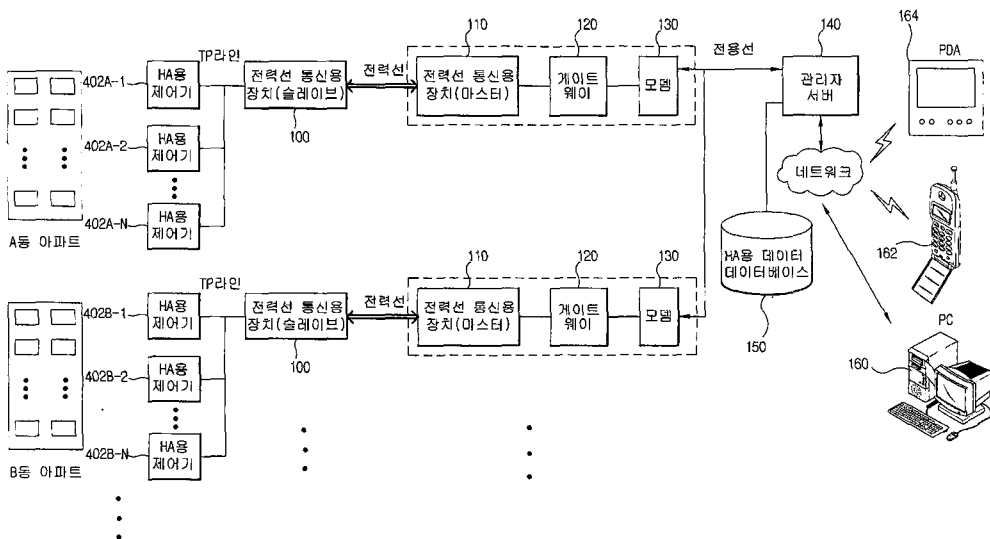 110
120
130
140
164
PDA
402A-1
HA용
제어기
TP라인
전력선 통신용
장치(슬레이브)
100
전력선
전력선 통신용
장치(마스터)
게이트
웨이
모뎀
전용선
관리자
서버
402A-2
HA용
제어기
네트워크
402A-N
HA용
제어기
A동 아파트
162
HA용 데이터
데이터베이스
150
110
120
130
402B-1
HA용
제어기
TP라인
전력선 통신용
장치(슬레이브)
100
전력선
전력선 통신용
장치(마스터)
게이트
웨이
모뎀
PC
160
402B-2
HA용
제어기
402B-N
HA용
제어기
B동 아파트